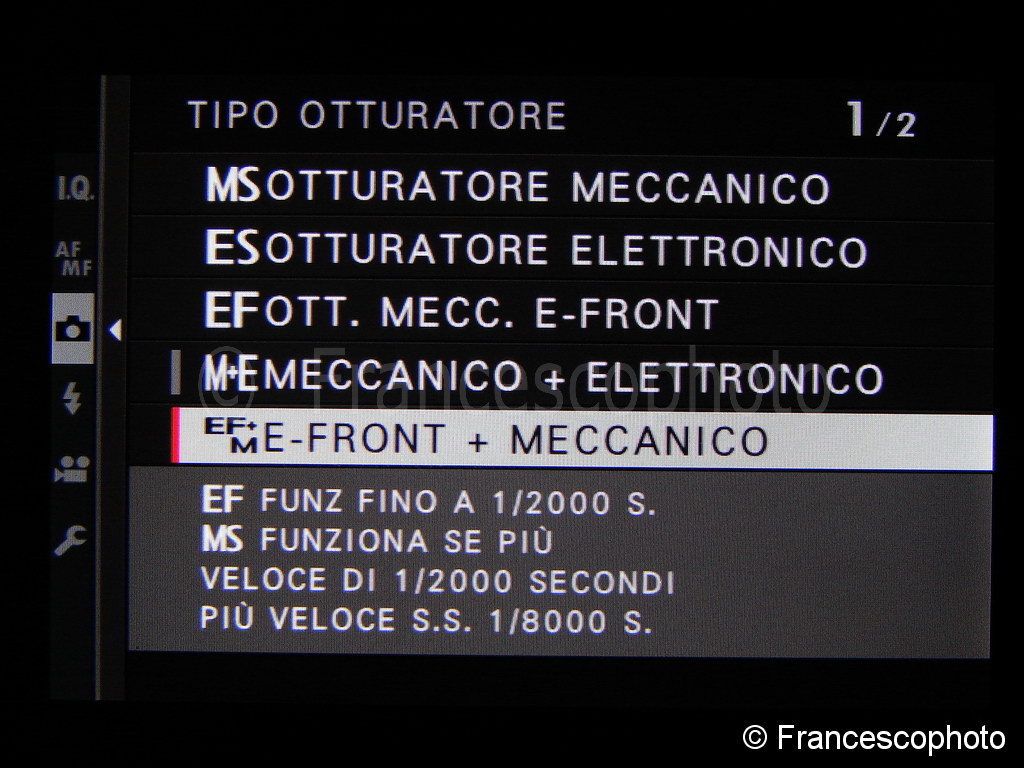 TIPO OTTURATORE 1/2
I.Q.
MS OTTURATORE MECCANICO
AF
MF
ES OTTURATORE ELETTRONICO
EF OTT. MECC. E-FRONT
M+E MECCANICO + ELETTRONICO
© Francescophoto
EF+
M E-FRONT + MECCANICO
EF FUNZ FINO A 1/2000 S.
MS FUNZIONA SE PIÙ
VELOCE DI 1/2000 SECONDI
PIÙ VELOCE S.S. 1/8000 S.
© Francescophoto